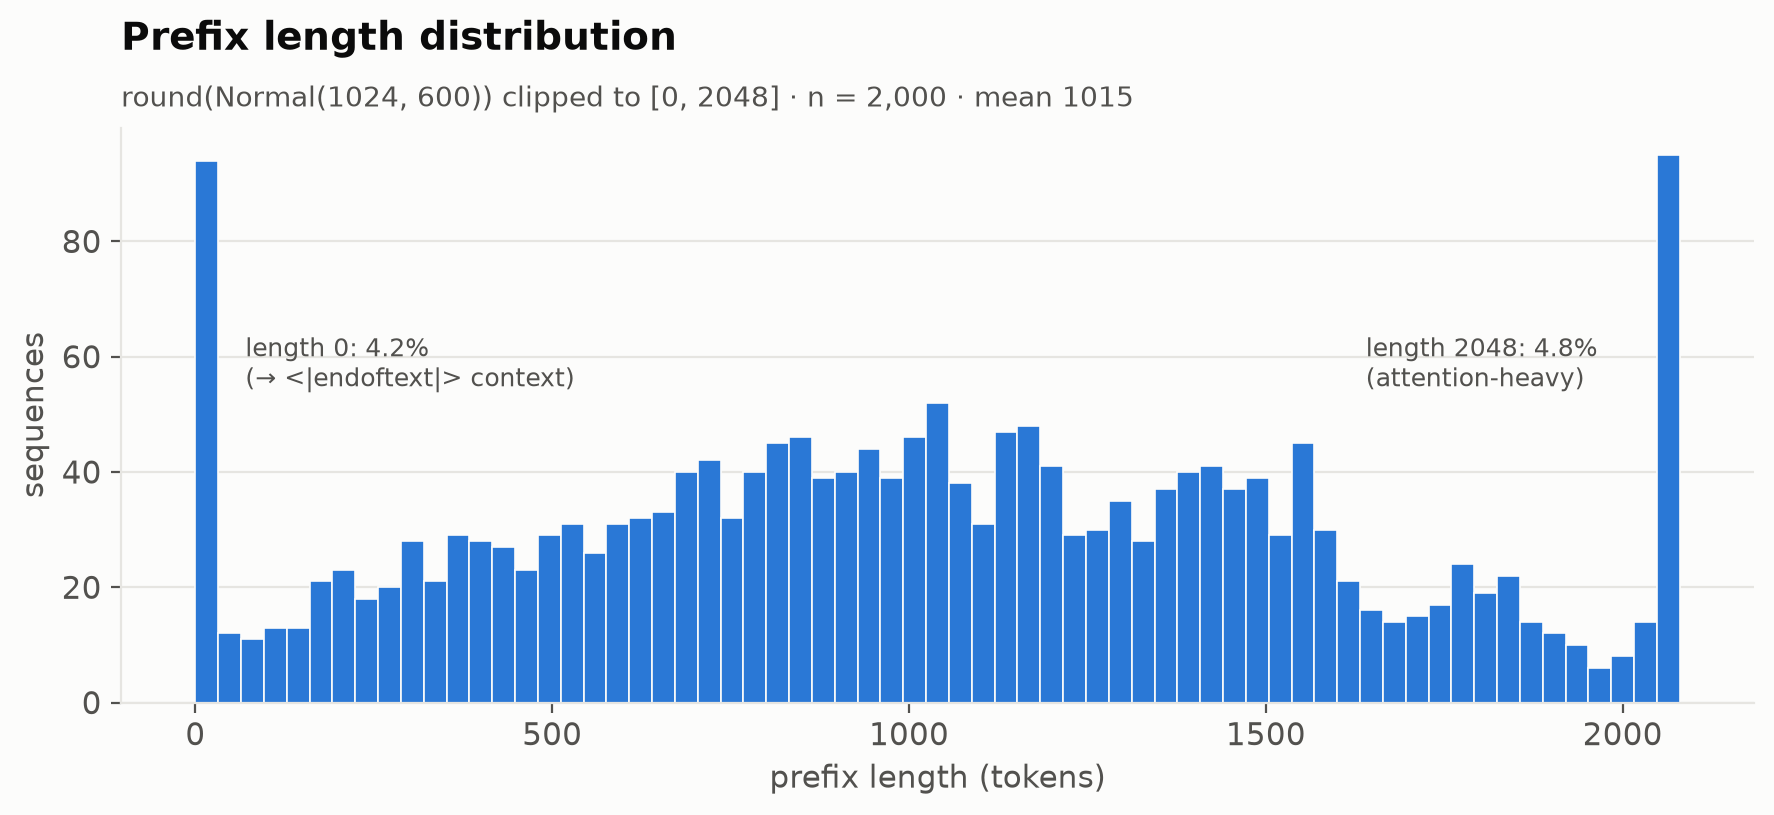 Prefix length distribution
round(Normal(1024, 600)) clipped to [0, 2048] · n = 2,000 · mean 1015
sequences
80
60
40
20
0
length 0: 4.2%
(→ <|endoftext|> context)
length 2048: 4.8%
(attention-heavy)
0 500 1000 1500 2000
prefix length (tokens)